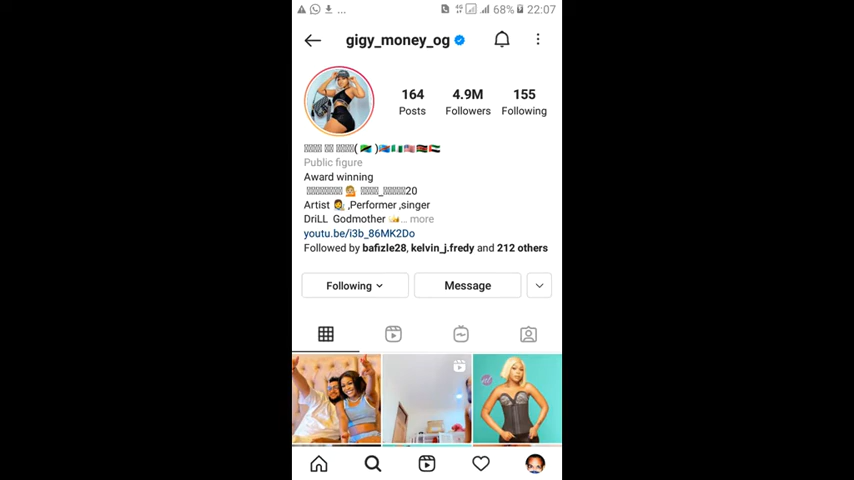 68% 22:07
gigy_money_og
164 4.9M 155
Posts Followers Following
Public figure
Award winning
20
Artist 👩‍🎨 ,Performer ,singer
DriLL Godmother ... more
youtu.be/i3b_86MK2Do
Followed by bafizle28, kelvin_j.fredy and 212 others
Following Message